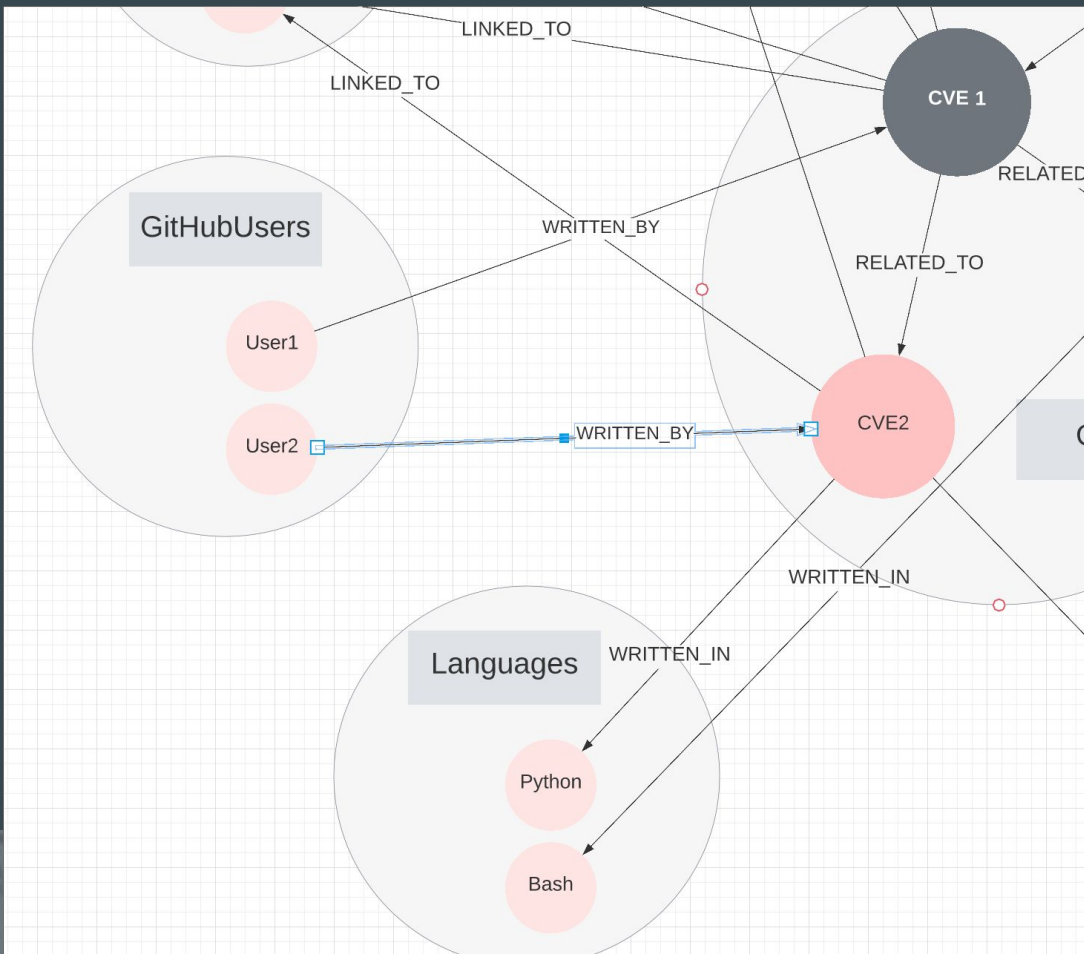 LINKED_TO
LINKED_TO
CVE 1
RELATED
GitHubUsers
WRITTEN_BY
RELATED_TO
User1
CVE2
WRITTEN_BY
User2
WRITTEN_IN
WRITTEN_IN
Languages
Python
Bash